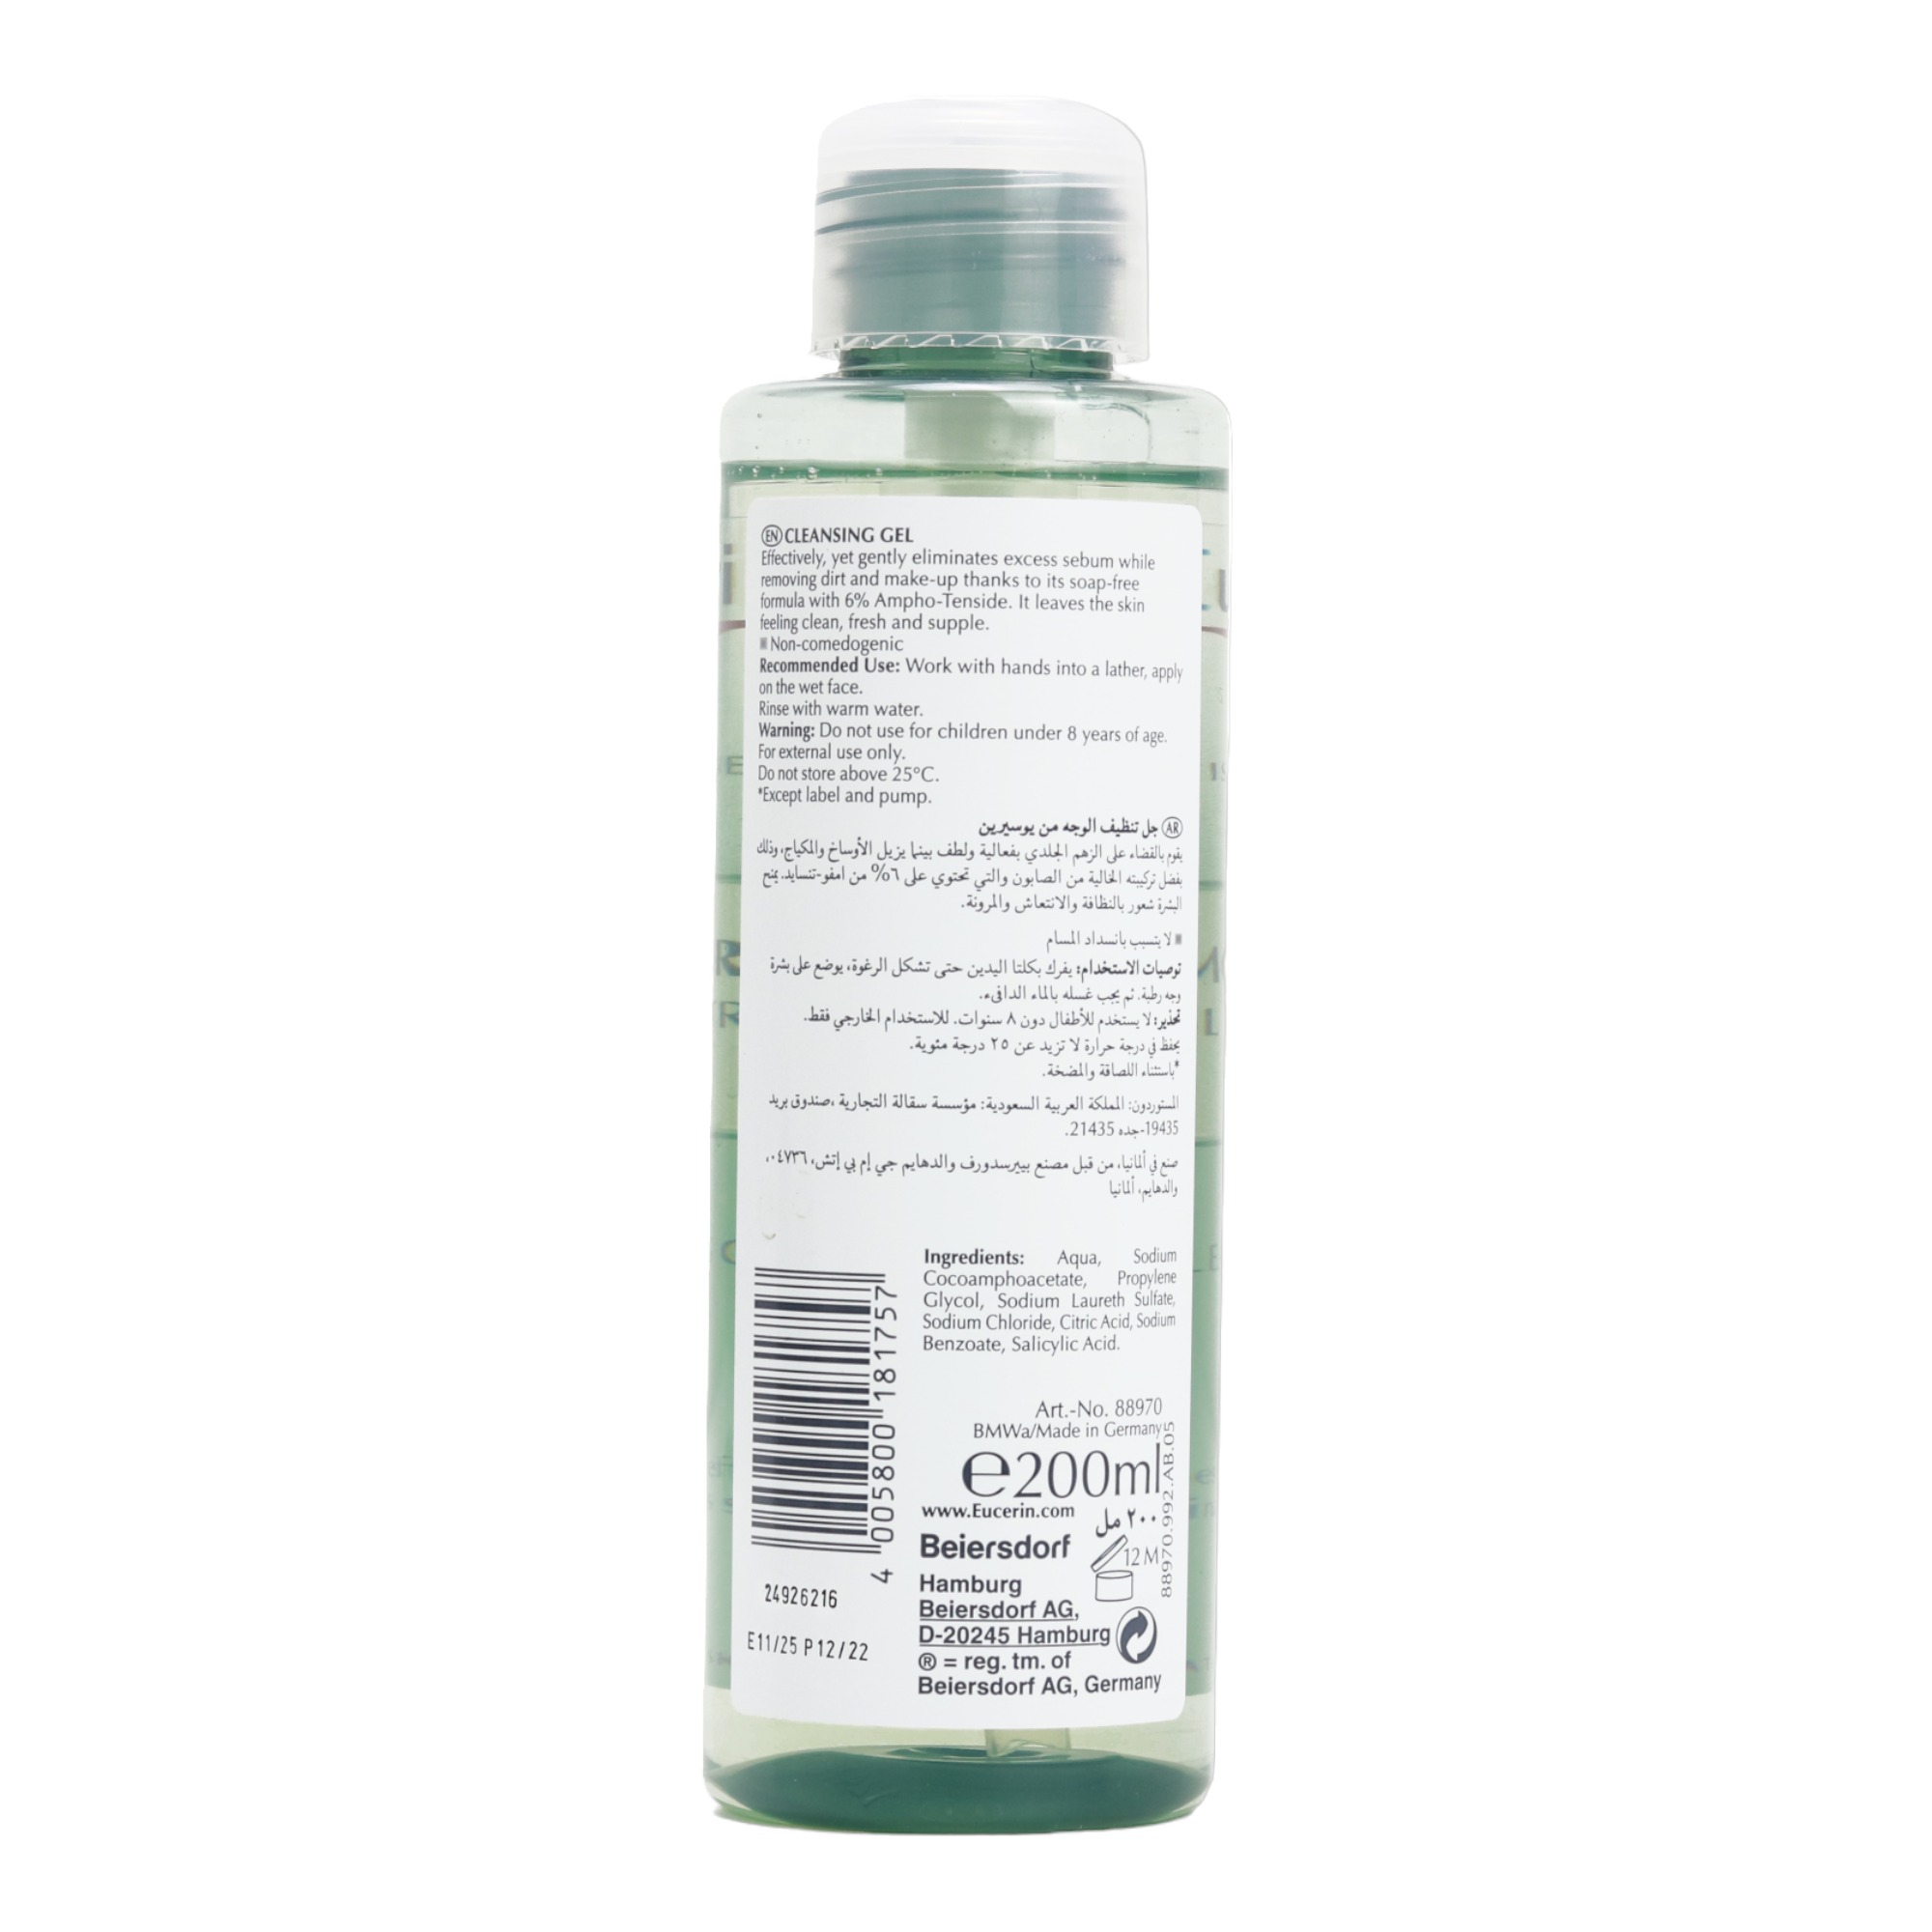 EN CLEANSING GEL
Effectively, yet gently eliminates excess sebum while
removing dirt and make-up thanks to its soap-free
formula with 6% Ampho-Tenside. It leaves the skin
feeling clean, fresh and supple.
Non-comedogenic
Recommended Use: Work with hands into a lather, apply
on the wet face.
Rinse with warm water.
Warning: Do not use for children under 8 years of age.
For external use only.
Do not store above 25°C.
*Except label and pump.
AR جل تنظيف الوجه من يوسيرين
يقوم بالقضاء على الزهم الجلدي بفعالية ولطف بينما يزيل الأوساخ والمكياج، وذلك
بفضل تركيبته الخالية من الصابون والتي تحتوي على ٦% من امفو-تنسايد. يمنح
البشرة شعور بالنظافة والانتعاش والمرونة.
لا يتسبب بانسداد المسام
توصيات الاستخدام: يفرك بكلتا اليدين حتى تشكل الرغوة، يوضع على بشرة
وجه رطبة. ثم يجب غسله بالماء الدافىء.
تحذير: لا يستخدم للأطفال دون ٨ سنوات. للاستخدام الخارجي فقط.
يحفظ في درجة حرارة لا تزيد عن ٢٥ درجة مئوية.
*باستثناء اللصاقة والمضخة.
المستوردون: المملكة العربية السعودية: مؤسسة سقالة التجارية ،صندوق بريد
19435-جده 21435.
صنع في ألمانيا، من قبل مصنع بييرسدورف والدهايم جي إم بي إتش، ٠٤٧٣٦،
والدهايم، ألمانيا
Ingredients: Aqua, Sodium
Cocoamphoacetate, Propylene
Glycol, Sodium Laureth Sulfate,
Sodium Chloride, Citric Acid, Sodium
Benzoate, Salicylic Acid.
Art.-No. 88970
BMWa/Made in Germany
℮200ml
www.Eucerin.com
٢٠٠ مل
Beiersdorf
12 M
Hamburg
Beiersdorf AG,
D-20245 Hamburg
® = reg. tm. of
Beiersdorf AG, Germany
88970.992.AB.05
4 005800 181757
24926216
E11/25 P12/22